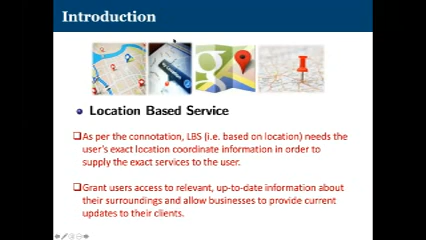 Introduction
Location Based Service
As per the connotation, LBS (i.e. based on location) needs the
user's exact location coordinate information in order to
supply the exact services to the user.
Grant users access to relevant, up-to-date information about
their surroundings and allow businesses to provide current
updates to their clients.